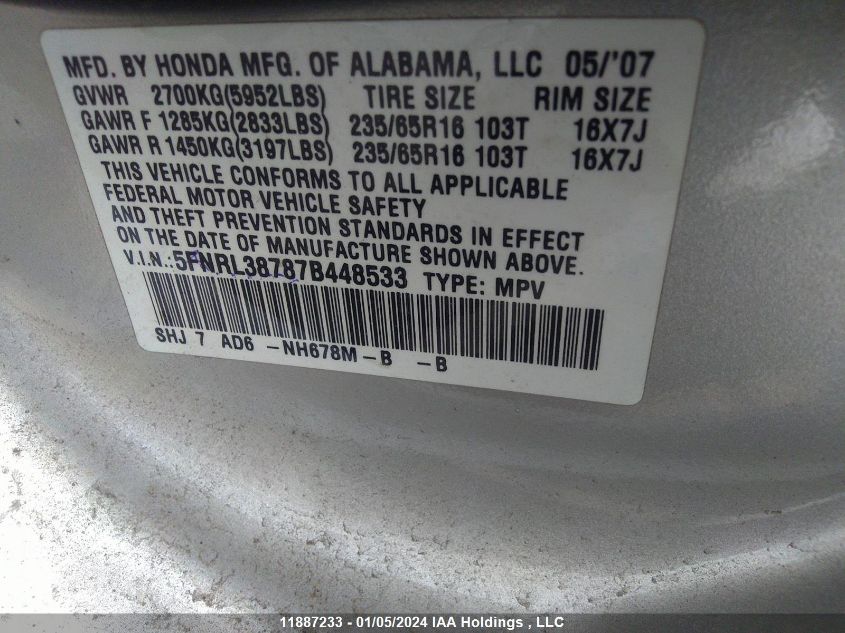 MFD. BY HONDA MFG. OF ALABAMA, LLC 05/'07
GVWR 2700KG(5952LBS) TIRE SIZE RIM SIZE
GAWR F 1285KG(2833LBS) 235/65R16 103T 16X7J
GAWR R 1450KG(3197LBS) 235/65R16 103T 16X7J
THIS VEHICLE CONFORMS TO ALL APPLICABLE
FEDERAL MOTOR VEHICLE SAFETY
AND THEFT PREVENTION STANDARDS IN EFFECT
ON THE DATE OF MANUFACTURE SHOWN ABOVE.
V.I.N.:5FNRL38787B448533 TYPE: MPV
SHJ 7 AD6 -NH678M-B -B
11887233 - 01/05/2024 IAA Holdings , LLC